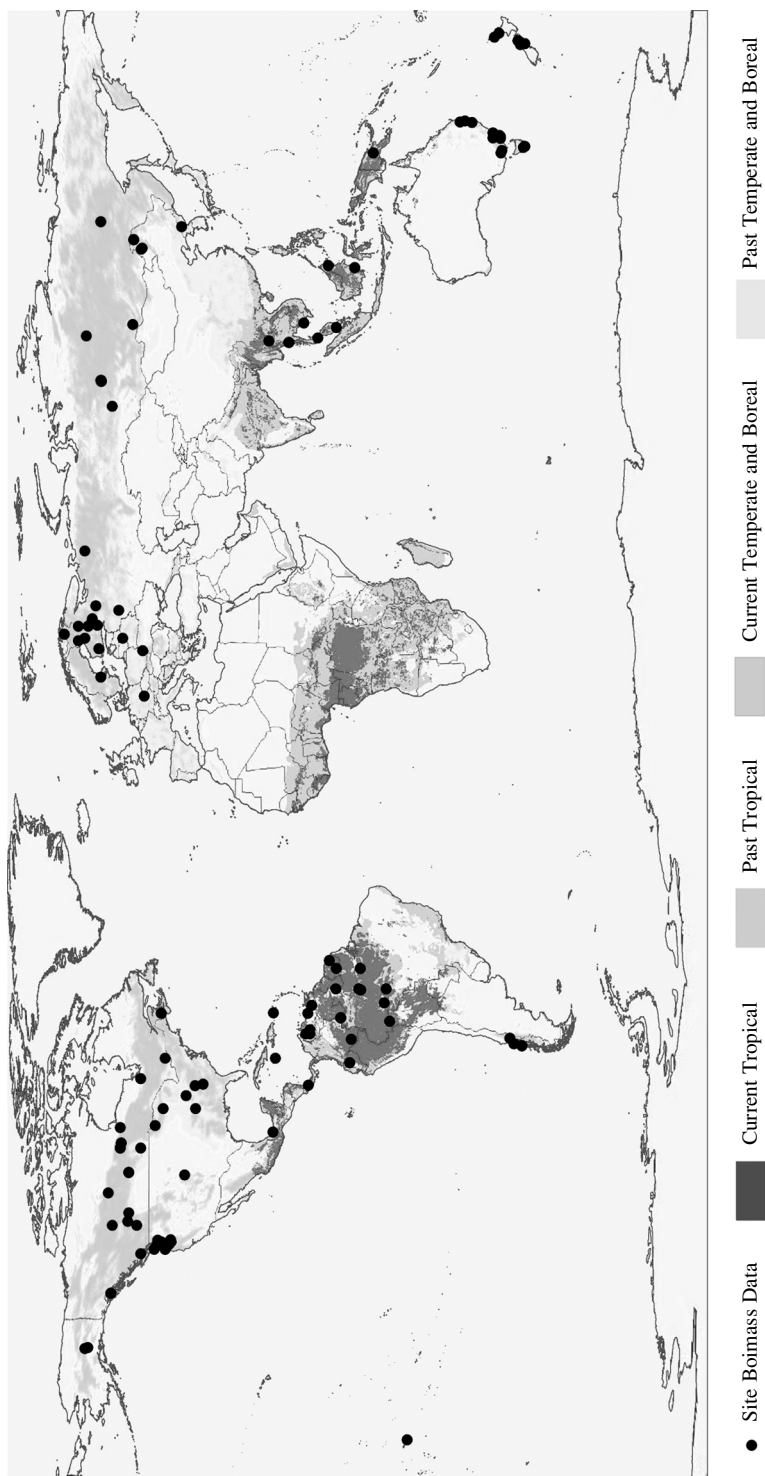 Site Boimass Data
Current Tropical
Past Tropical
Current Temperate and Boreal
Past Temperate and Boreal